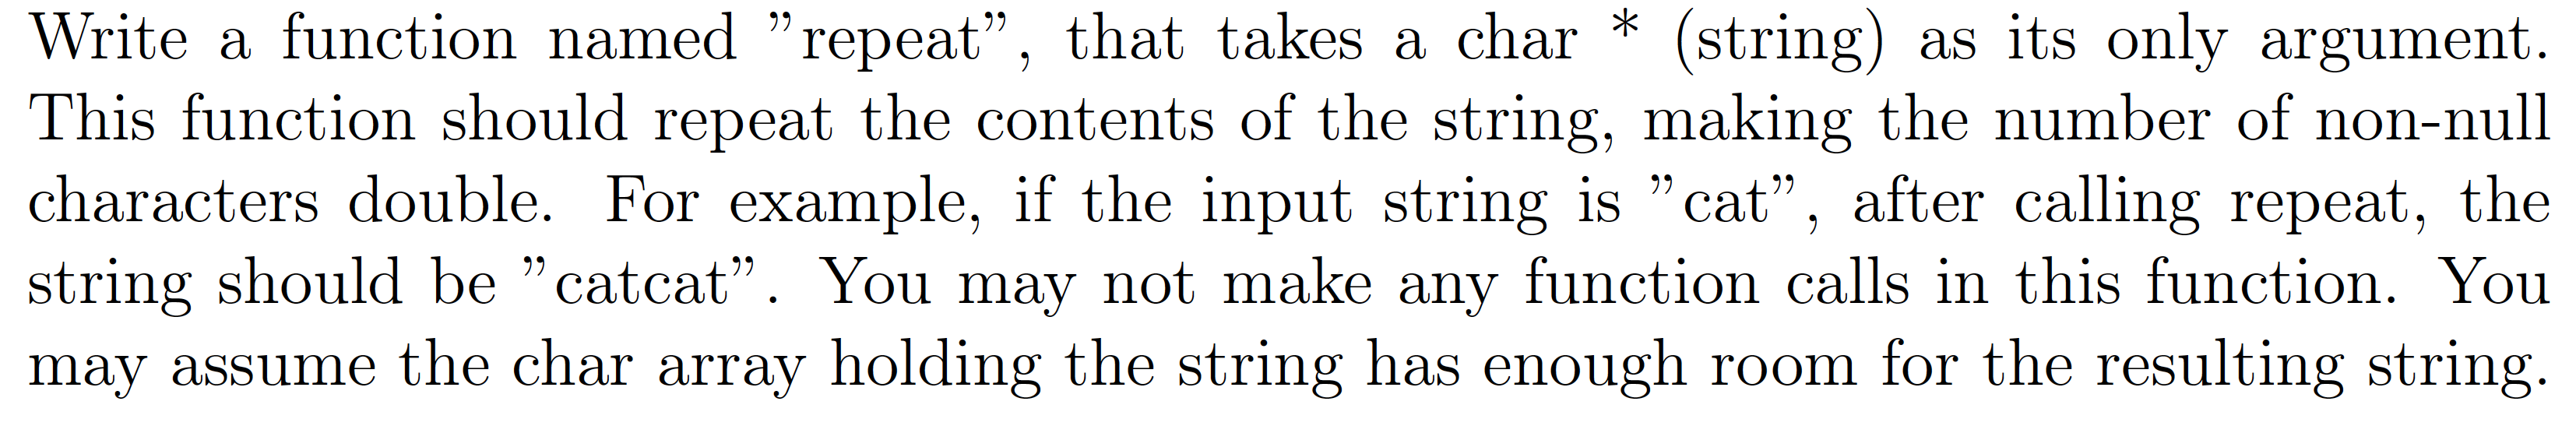 Write a function named ”repeat”, that takes a char * (string) as its only argument.
This function should repeat the contents of the string, making the number of non-null
characters double. For example, if the input string is ”cat”, after calling repeat, the
string should be ”catcat”. You may not make any function calls in this function. You
may assume the char array holding the string has enough room for the resulting string.